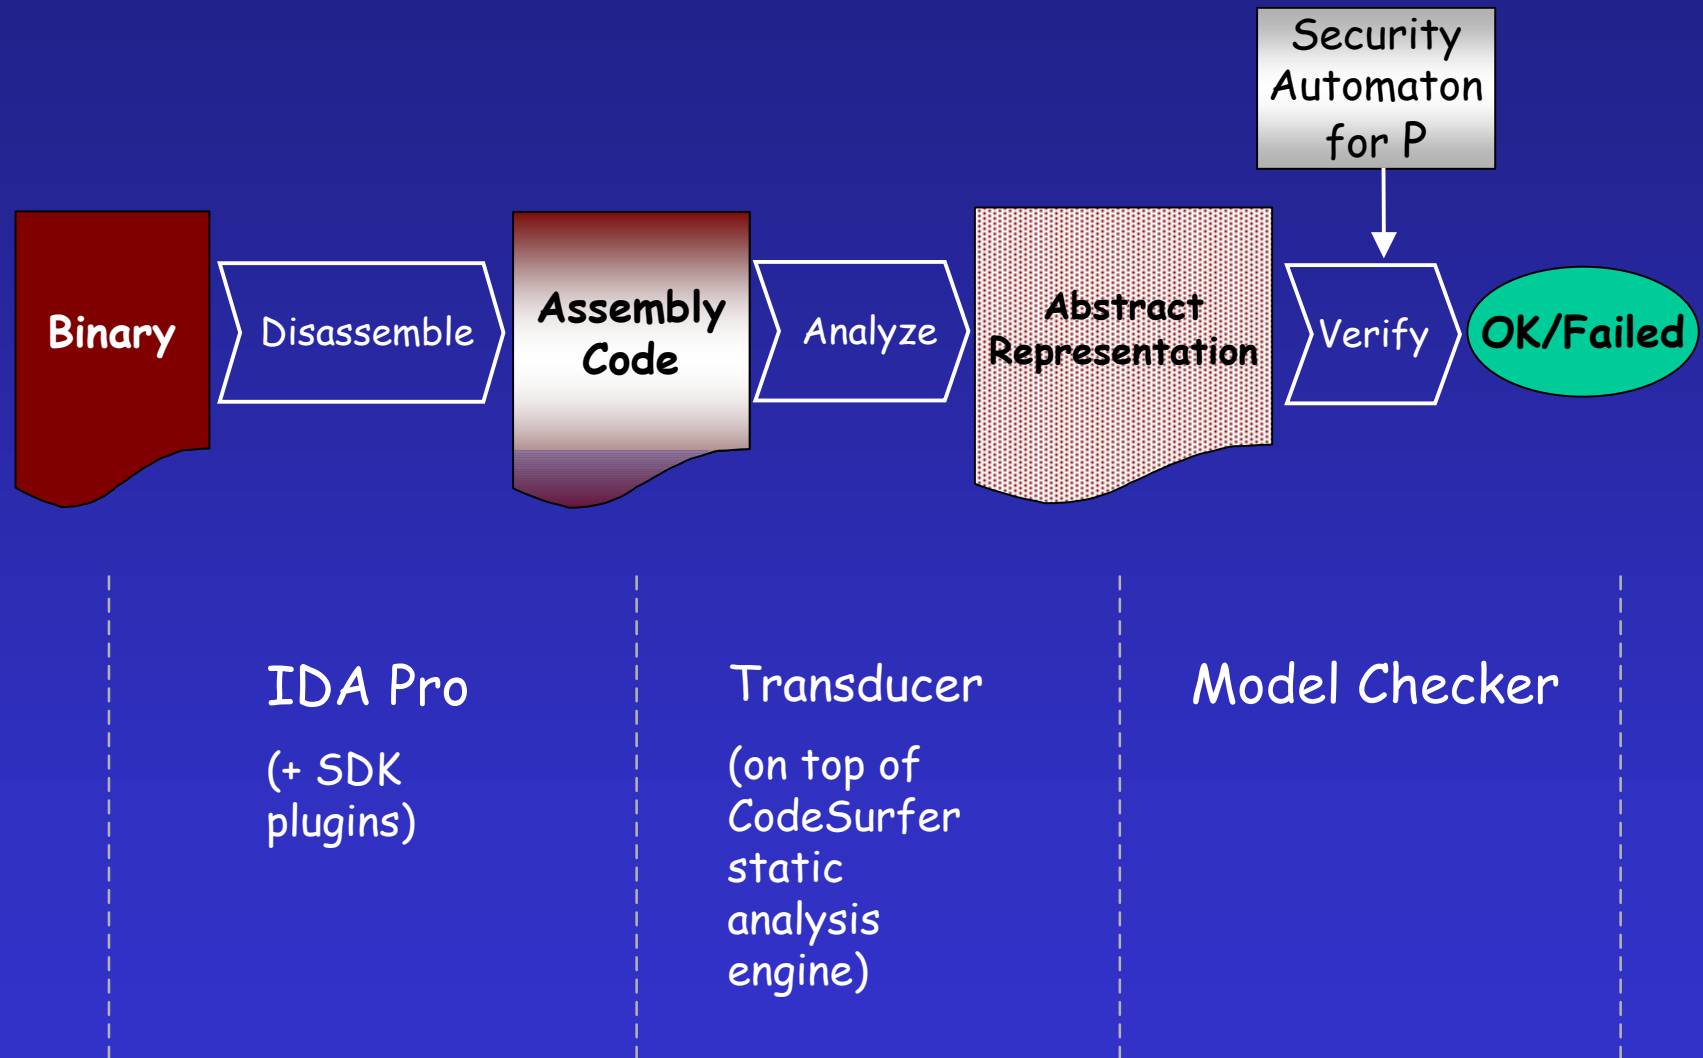 Security
Automaton
for P
Binary
Disassemble
Assembly
Code
Analyze
Abstract
Representation
Verify
OK/Failed
IDA Pro
(+ SDK
plugins)
Transducer
(on top of
CodeSurfer
static
analysis
engine)
Model Checker